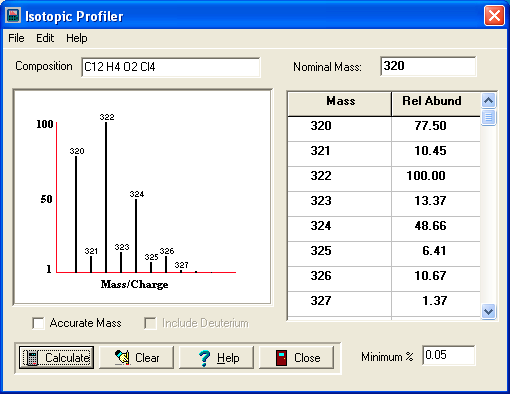 Isotopic Profiler
File Edit Help
Composition C12 H4 O2 Cl4 Nominal Mass: 320
Mass Rel Abund
320 77.50
321 10.45
322 100.00
323 13.37
324 48.66
325 6.41
326 10.67
327 1.37
100
50
1
320
321
322
323
324
325
326
327
Mass/Charge
Accurate Mass Include Deuterium
Calculate Clear Help Close Minimum % 0.05